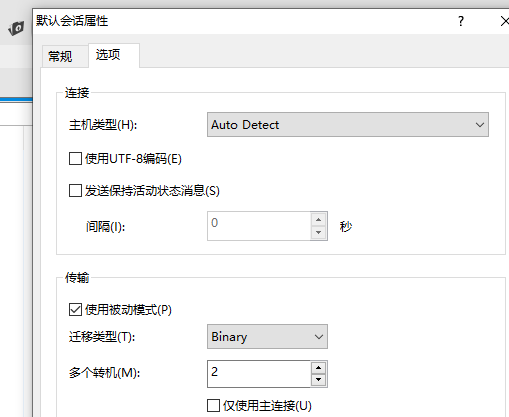 默认会话属性
常规
选项
连接
主机类型(H):
Auto Detect
使用UTF-8编码(E)
发送保持活动状态消息(S)
间隔(I):
0
秒
传输
使用被动模式(P)
迁移类型(T):
Binary
多个转机(M):
2
仅使用主连接(U)